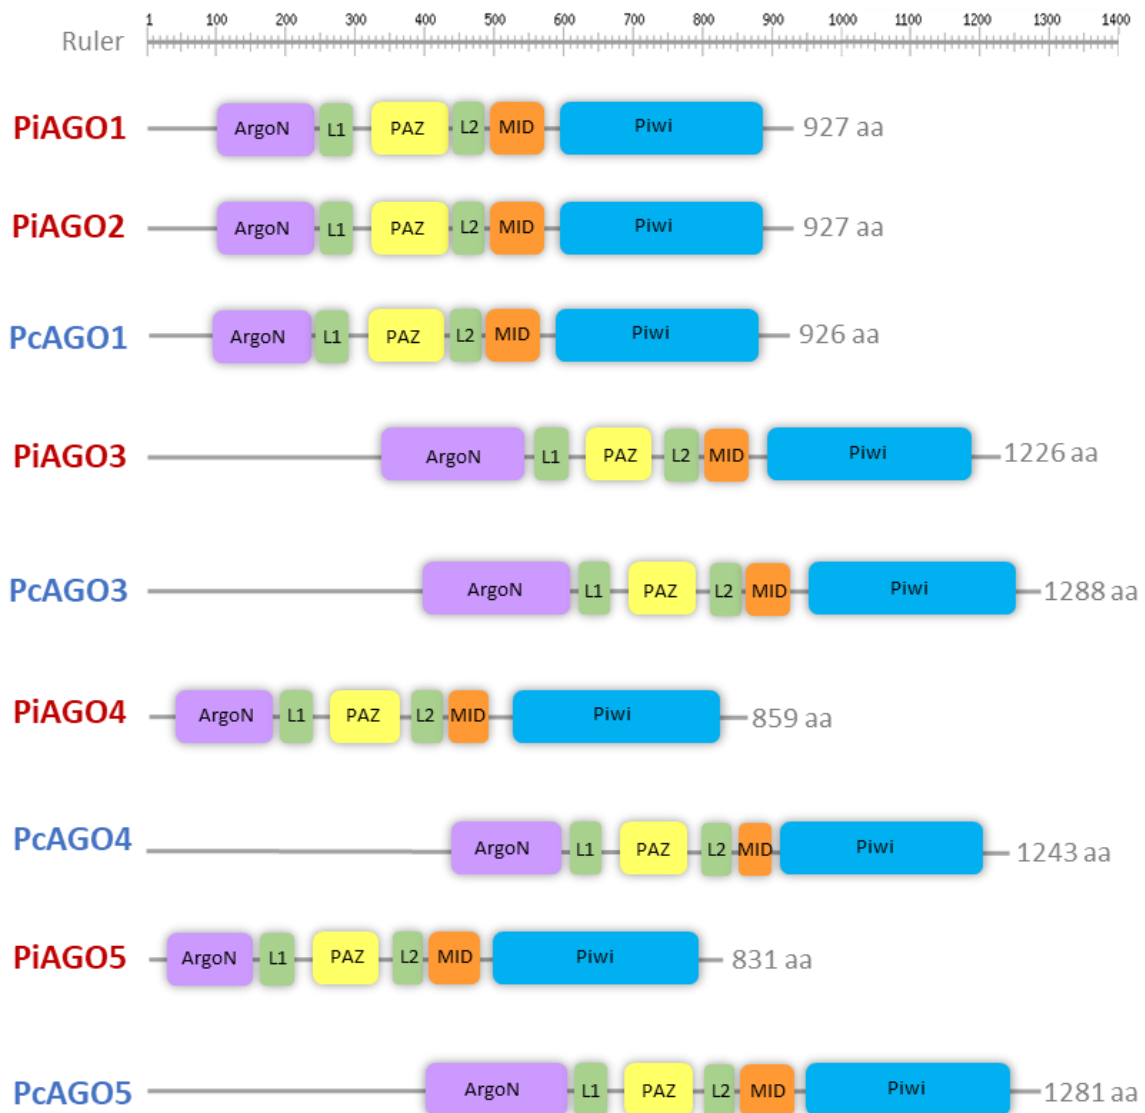 1 100 200 300 400 500 600 700 800 900 1000 1100 1200 1300 1400
Ruler
PiAGO1 ArgoN L1 PAZ L2 MID Piwi 927 aa
PiAGO2 ArgoN L1 PAZ L2 MID Piwi 927 aa
PcAGO1 ArgoN L1 PAZ L2 MID Piwi 926 aa
PiAGO3 ArgoN L1 PAZ L2 MID Piwi 1226 aa
PcAGO3 ArgoN L1 PAZ L2 MID Piwi 1288 aa
PiAGO4 ArgoN L1 PAZ L2 MID Piwi 859 aa
PcAGO4 ArgoN L1 PAZ L2 MID Piwi 1243 aa
PiAGO5 ArgoN L1 PAZ L2 MID Piwi 831 aa
PcAGO5 ArgoN L1 PAZ L2 MID Piwi 1281 aa